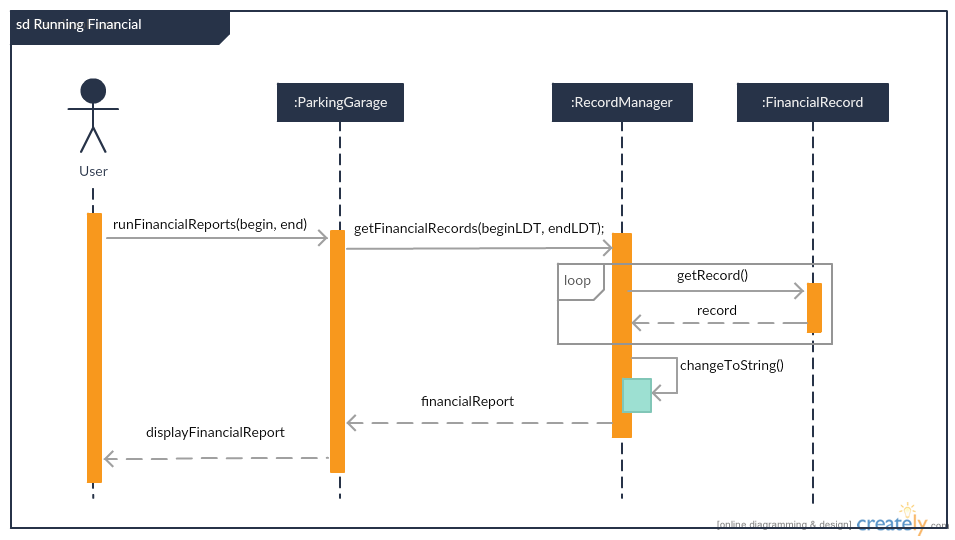 sd Running Financial
:ParkingGarage
:RecordManager
:FinancialRecord
User
runFinancialReports(begin, end)
getFinancialRecords(beginLDT, endLDT);
loop
getRecord()
record
changeToString()
financialReport
displayFinancialReport
[online diagramming & design] creately.com